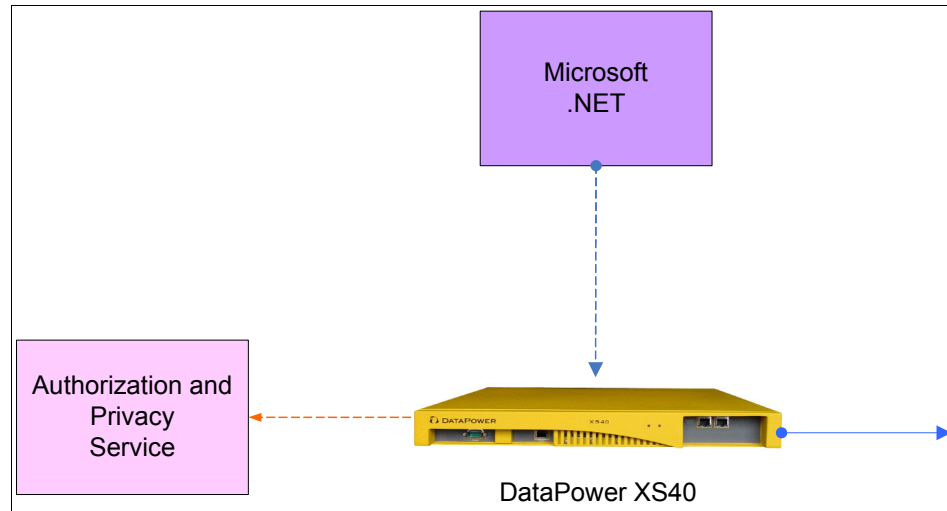 Microsoft
.NET
Authorization and
Privacy
Service
DATAPOWER
XS40
DataPower XS40